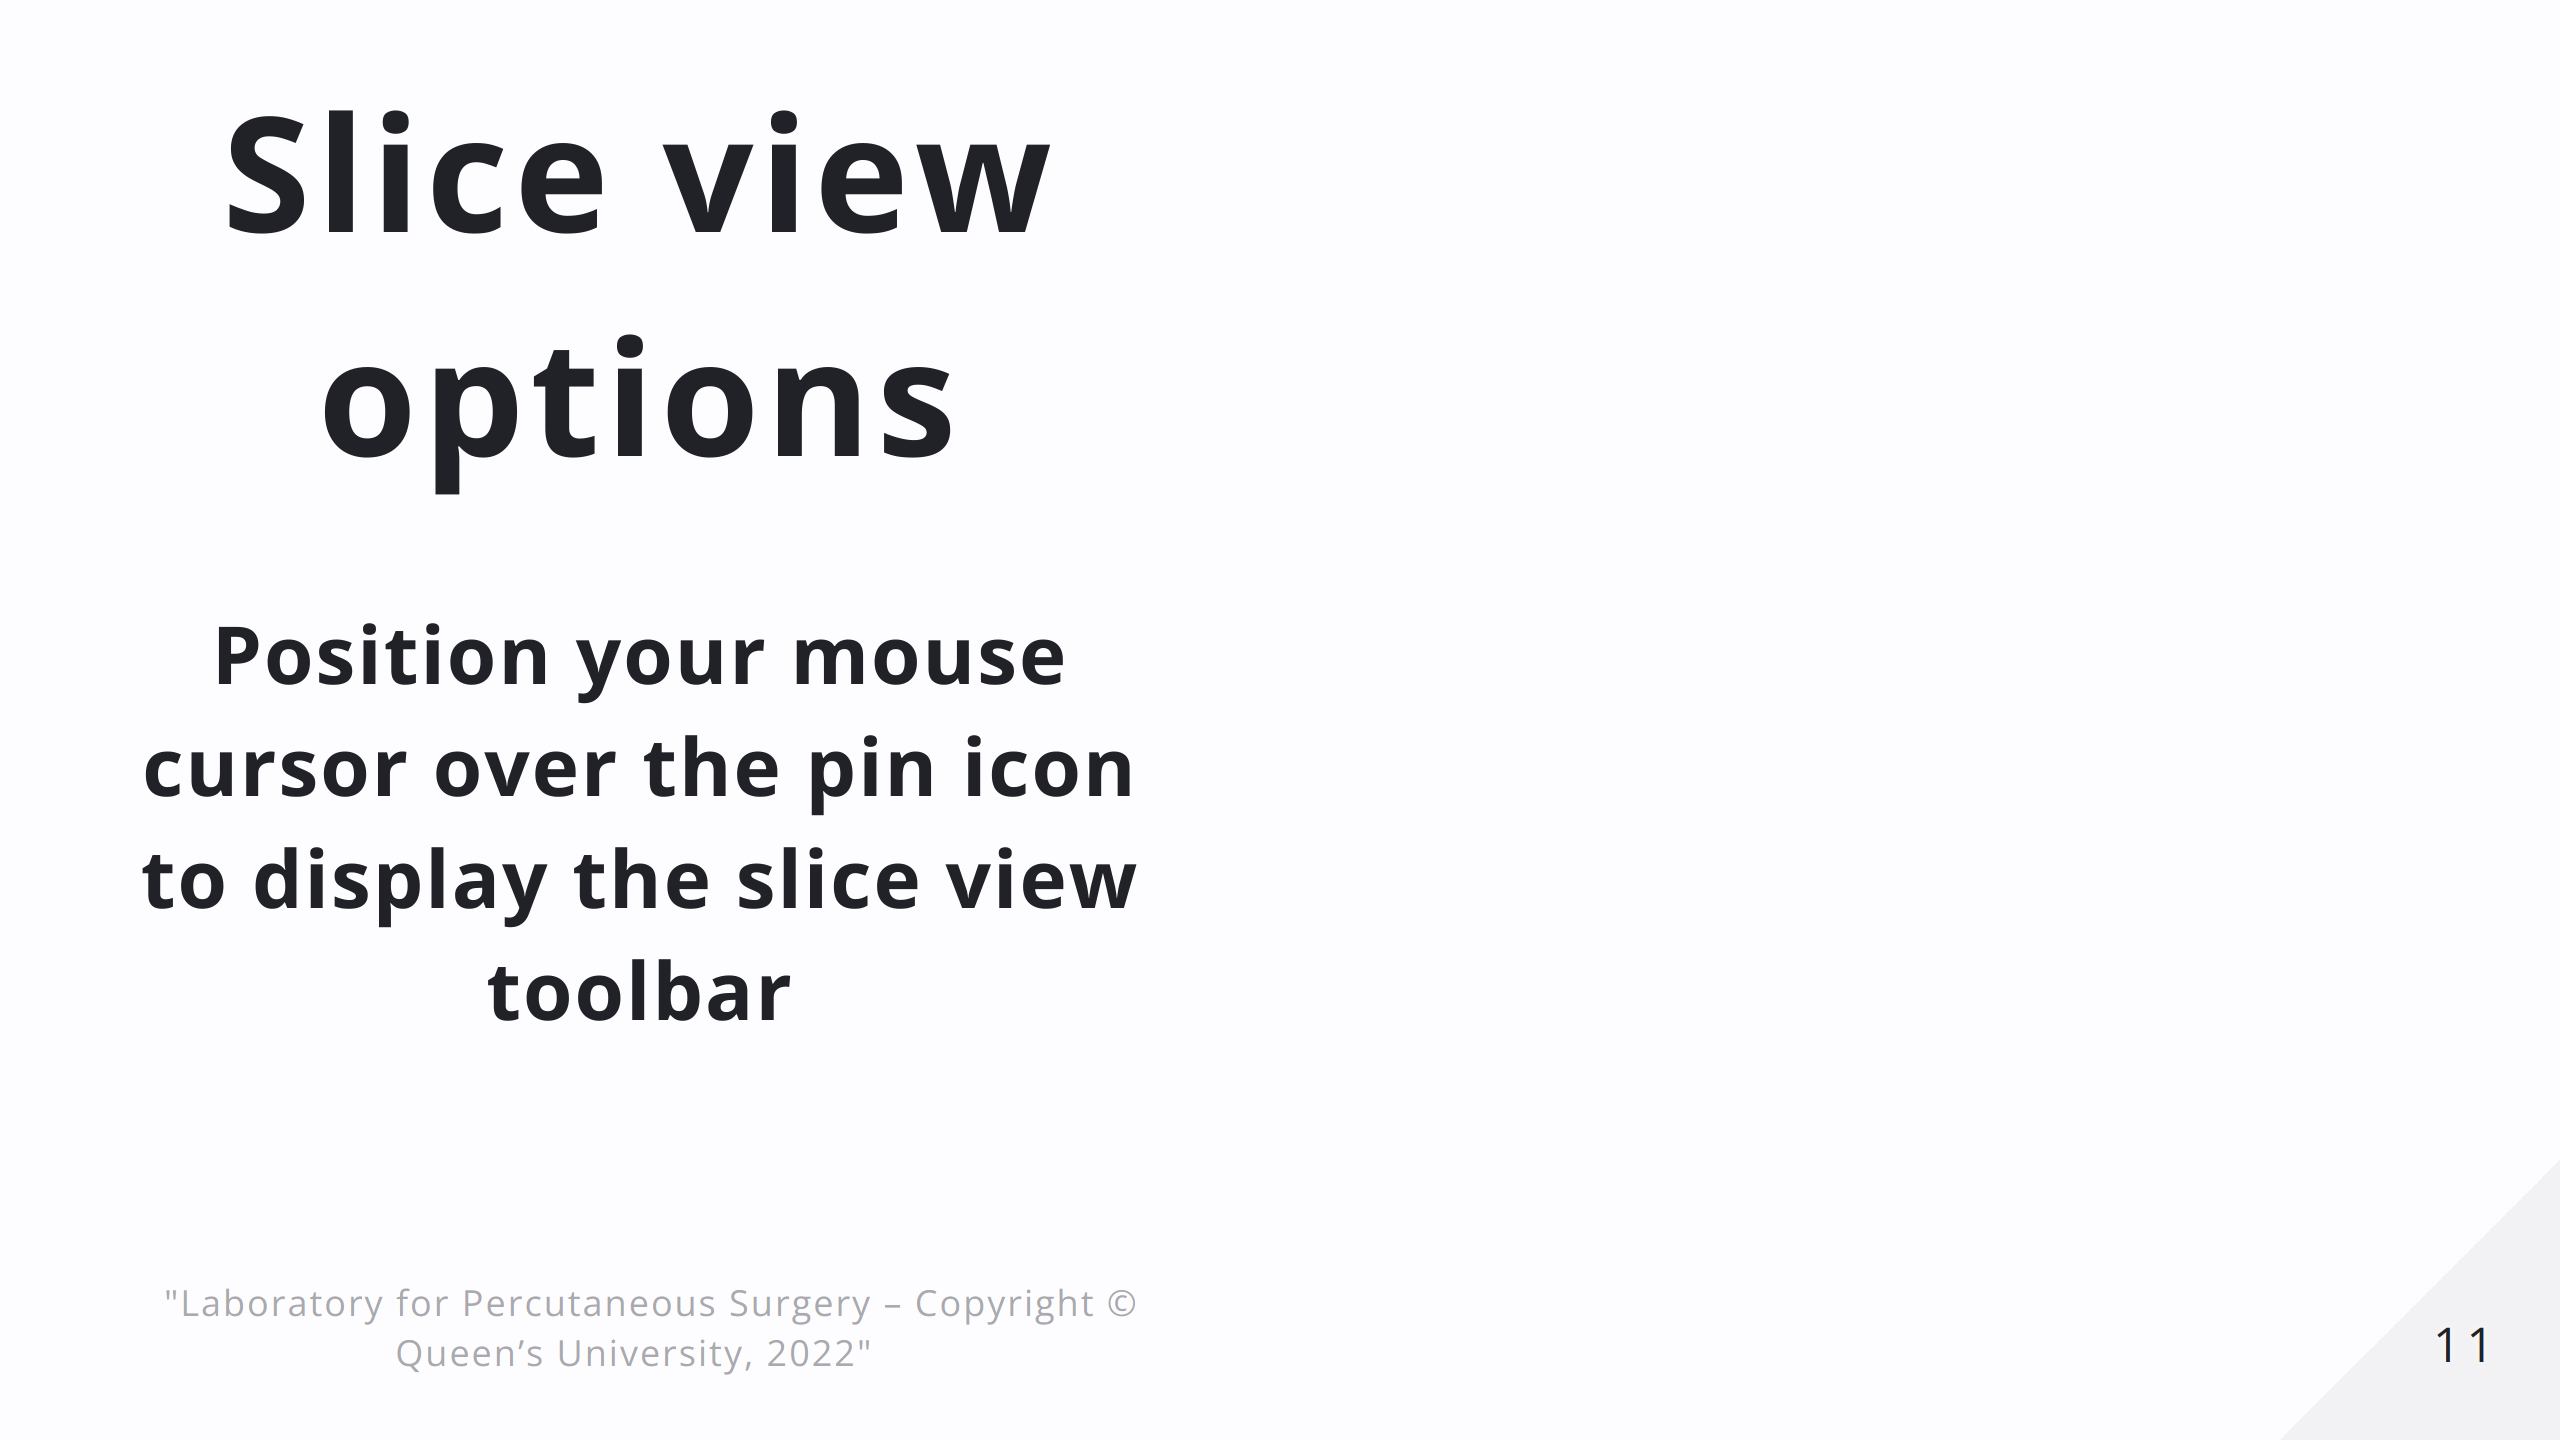 Slice view
options
Position your mouse
cursor over the pin icon
to display the slice view
toolbar
"Laboratory for Percutaneous Surgery – Copyright ©
Queen’s University, 2022"
11